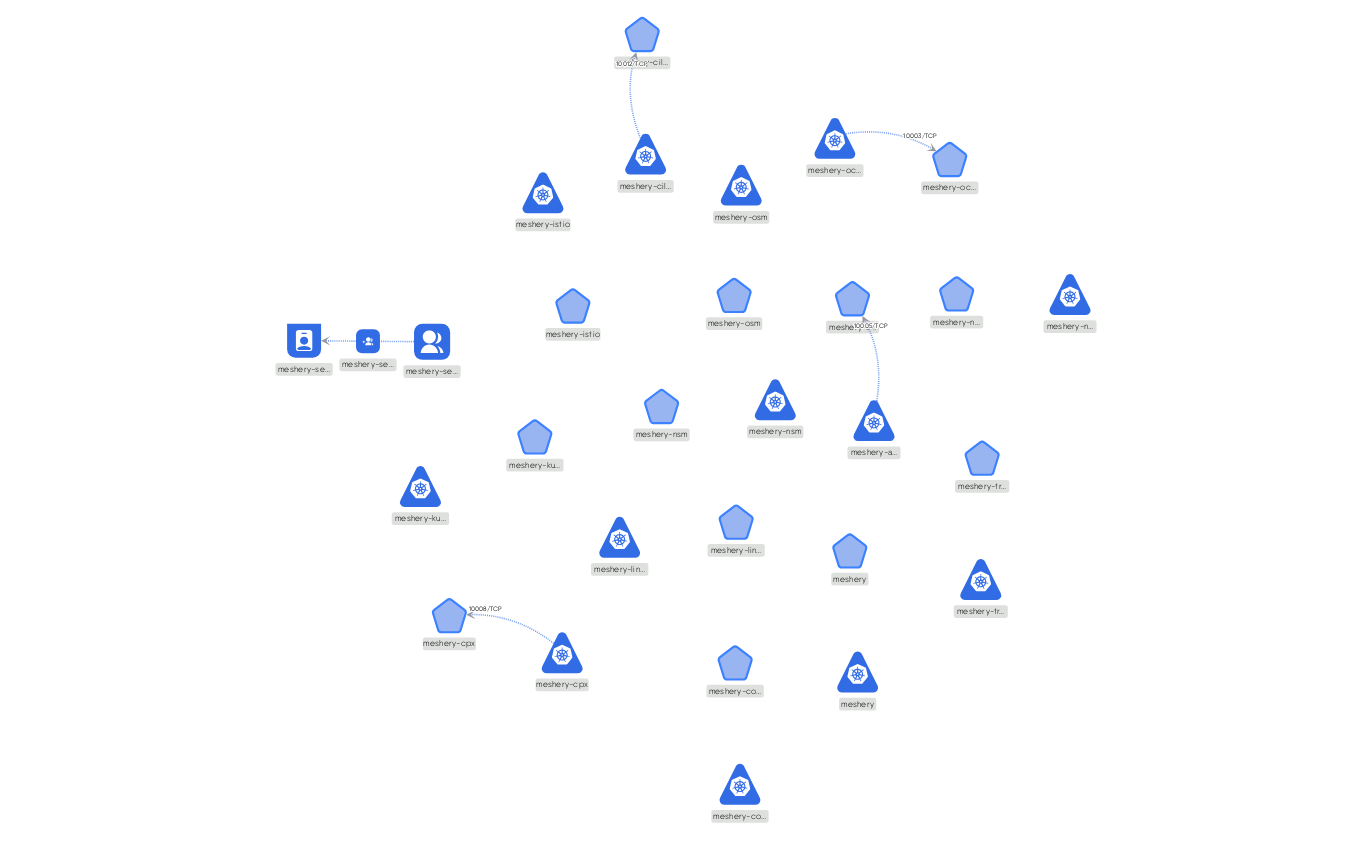 10012/TCP
meshery-cil...
10003/TCP
meshery-oc...
meshery-oc...
meshery-osm
meshery-istio
meshery-osm
meshery-n...
meshery-n...
10005/TCP
meshery-istio
meshery-se...
meshery-se...
meshery-se...
meshery-nsm
meshery-nsm
meshery-a...
meshery-ku...
meshery-tr...
meshery-ku...
meshery-lin...
meshery-lin...
meshery
meshery-tr...
10008/TCP
meshery-cpx
meshery-cpx
meshery-co...
meshery
meshery-co...